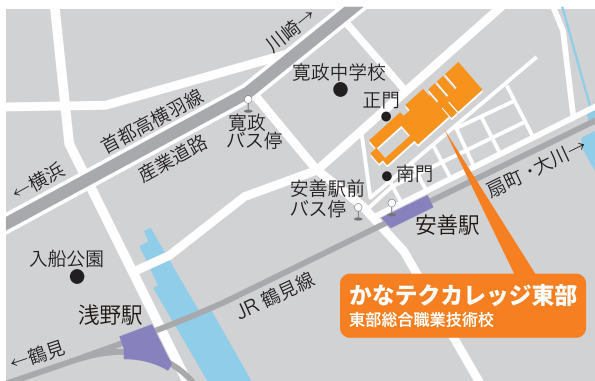 川崎→
寛政中学校
正門
首都高横羽線
寛政
バス停
産業道路
←横浜
南門
扇町・大川→
安善駅前
バス停
安善駅
入船公園
かなテクカレッジ東部
東部総合職業技術校
JR 鶴見線
浅野駅
←鶴見